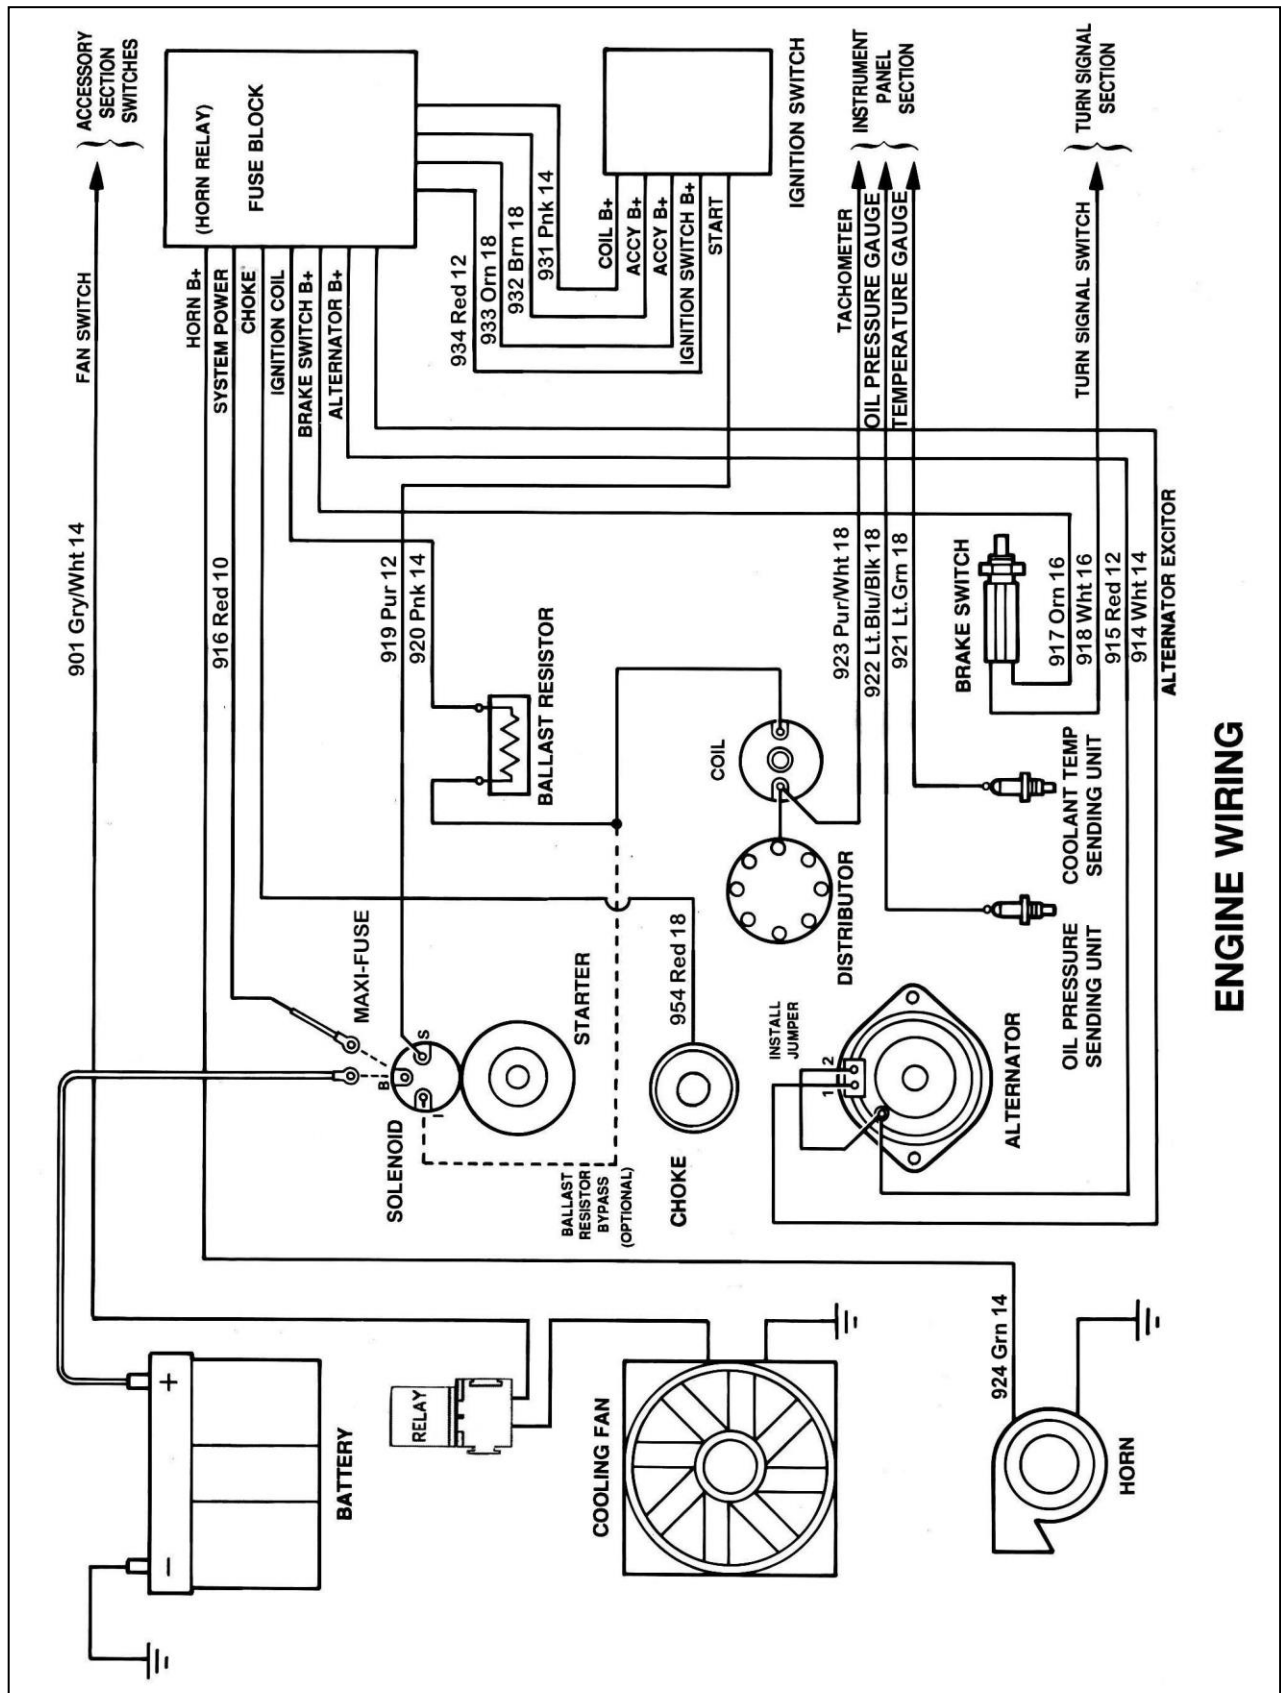 ACCESSORY
SECTION
SWITCHES
FAN SWITCH
901 Gry/Wht 14
(HORN RELAY)
FUSE BLOCK
HORN B+
SYSTEM POWER
CHOKE
IGNITION COIL
BRAKE SWITCH B+
ALTERNATOR B+
916 Red 10
934 Red 12
933 Orn 18
932 Brn 18
931 Pnk 14
COIL B+
ACCY B+
ACCY B+
IGNITION SWITCH B+
START
IGNITION SWITCH
INSTRUMENT
PANEL
SECTION
TACHOMETER
OIL PRESSURE GAUGE
TEMPERATURE GAUGE
TURN SIGNAL
SECTION
TURN SIGNAL SWITCH
919 Pur 12
920 Pnk 14
BALLAST RESISTOR
923 Pur/Wht 18
922 Lt.Blu/Blk 18
921 Lt.Grn 18
BRAKE SWITCH
917 Orn 16
918 Wht 16
915 Red 12
914 Wht 14
ALTERNATOR EXCITOR
COIL
DISTRIBUTOR
COOLANT TEMP
SENDING UNIT
OIL PRESSURE
SENDING UNIT
MAXI-FUSE
S
B
I
SOLENOID
STARTER
BALLAST
RESISTOR
BYPASS
(OPTIONAL)
954 Red 18
CHOKE
INSTALL
JUMPER
1 2
ALTERNATOR
+
-
BATTERY
RELAY
COOLING FAN
924 Grn 14
HORN
ENGINE WIRING